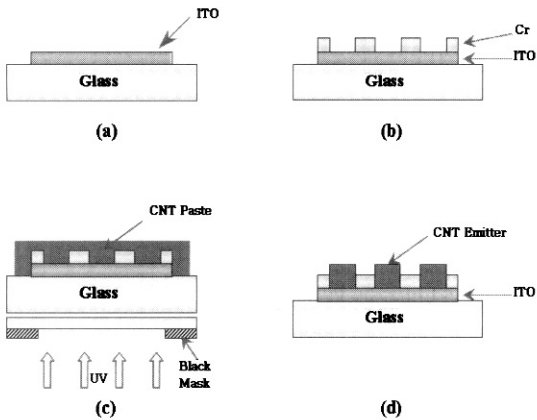 ITO
Glass
(a)
Cr
ITO
Glass
(b)
CNT Paste
Glass
Black
Mask
UV
(c)
CNT Emitter
ITO
Glass
(d)